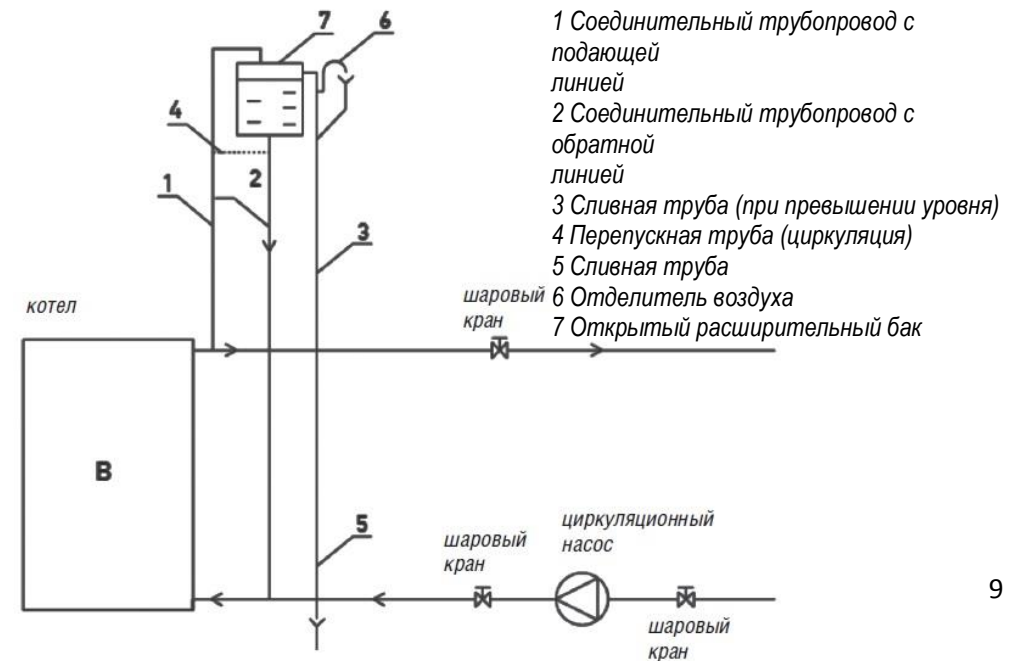 7
6
4
1
2
3
1 Соединительный трубопровод с
подающей
линией
2 Соединительный трубопровод с
обратной
линией
3 Сливная труба (при превышении уровня)
4 Перепускная труба (циркуляция)
5 Сливная труба
6 Отделитель воздуха
7 Открытый расширительный бак
котел
шаровый
кран
B
5
шаровый
кран
циркуляционный
насос
шаровый
кран
9